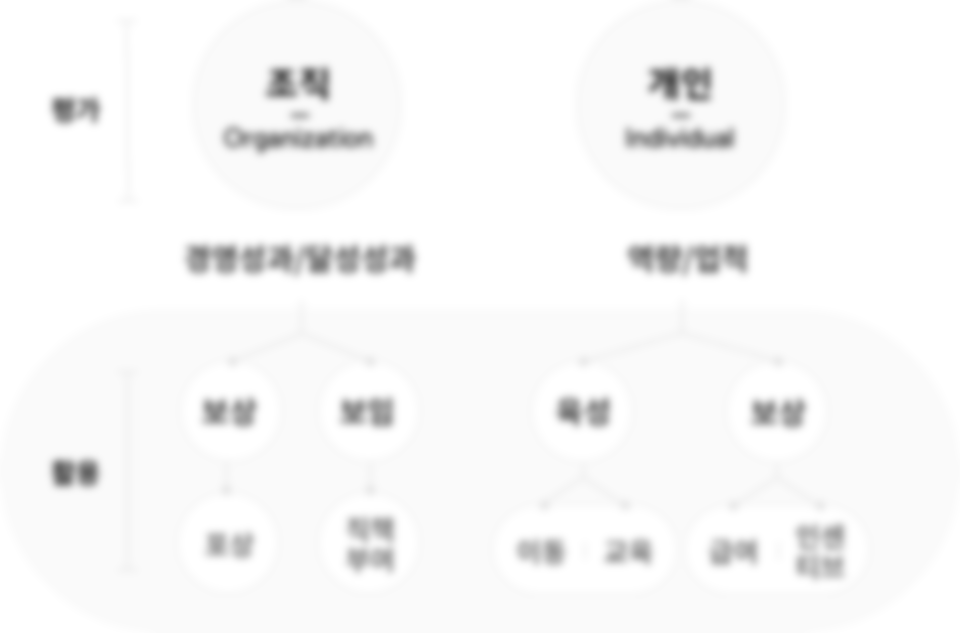 평가
조직
Organization
개인
Individual
경영성과/달성성과
역량/업적
활용
보상
보임
육성
보상
포상
직책
부여
이동
교육
급여
인센
티브